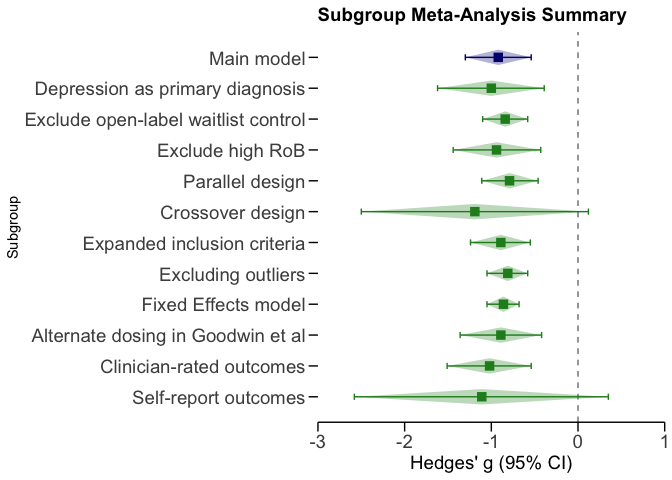 Subgroup Meta-Analysis Summary
Subgroup
Main model
Depression as primary diagnosis
Exclude open-label waitlist control
Exclude high RoB
Parallel design
Crossover design
Expanded inclusion criteria
Excluding outliers
Fixed Effects model
Alternate dosing in Goodwin et al
Clinician-rated outcomes
Self-report outcomes
-3 -2 -1 0 1
Hedges' g (95% CI)